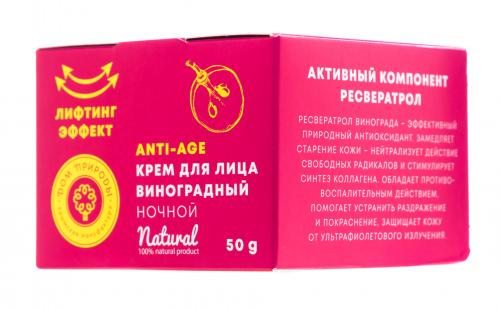 ЛИФТИНГ
ЭФФЕКТ
ДОМ ПРИРОДЫ
ANTI-AGE
КРЕМ ДЛЯ ЛИЦА
ВИНОГРАДНЫЙ
НОЧНОЙ
Natural
100% natural product
50 g
АКТИВНЫЙ КОМПОНЕНТ
РЕСВЕРАТРОЛ
РЕСВЕРАТРОЛ ВИНОГРАДА – ЭФФЕКТИВНЫЙ
ПРИРОДНЫЙ АНТИОКСИДАНТ. ЗАМЕДЛЯЕТ
СТАРЕНИЕ КОЖИ – НЕЙТРАЛИЗУЕТ ДЕЙСТВИЕ
СВОБОДНЫХ РАДИКАЛОВ И СТИМУЛИРУЕТ
СИНТЕЗ КОЛЛАГЕНА. ОБЛАДАЕТ ПРОТИВО-
ВОСПАЛИТЕЛЬНЫМ ДЕЙСТВИЕМ,
ПОМОГАЕТ УСТРАНИТЬ РАЗДРАЖЕНИЕ
И ПОКРАСНЕНИЕ, ЗАЩИЩАЕТ КОЖУ
ОТ УЛЬТРАФИОЛЕТОВОГО ИЗЛУЧЕНИЯ.